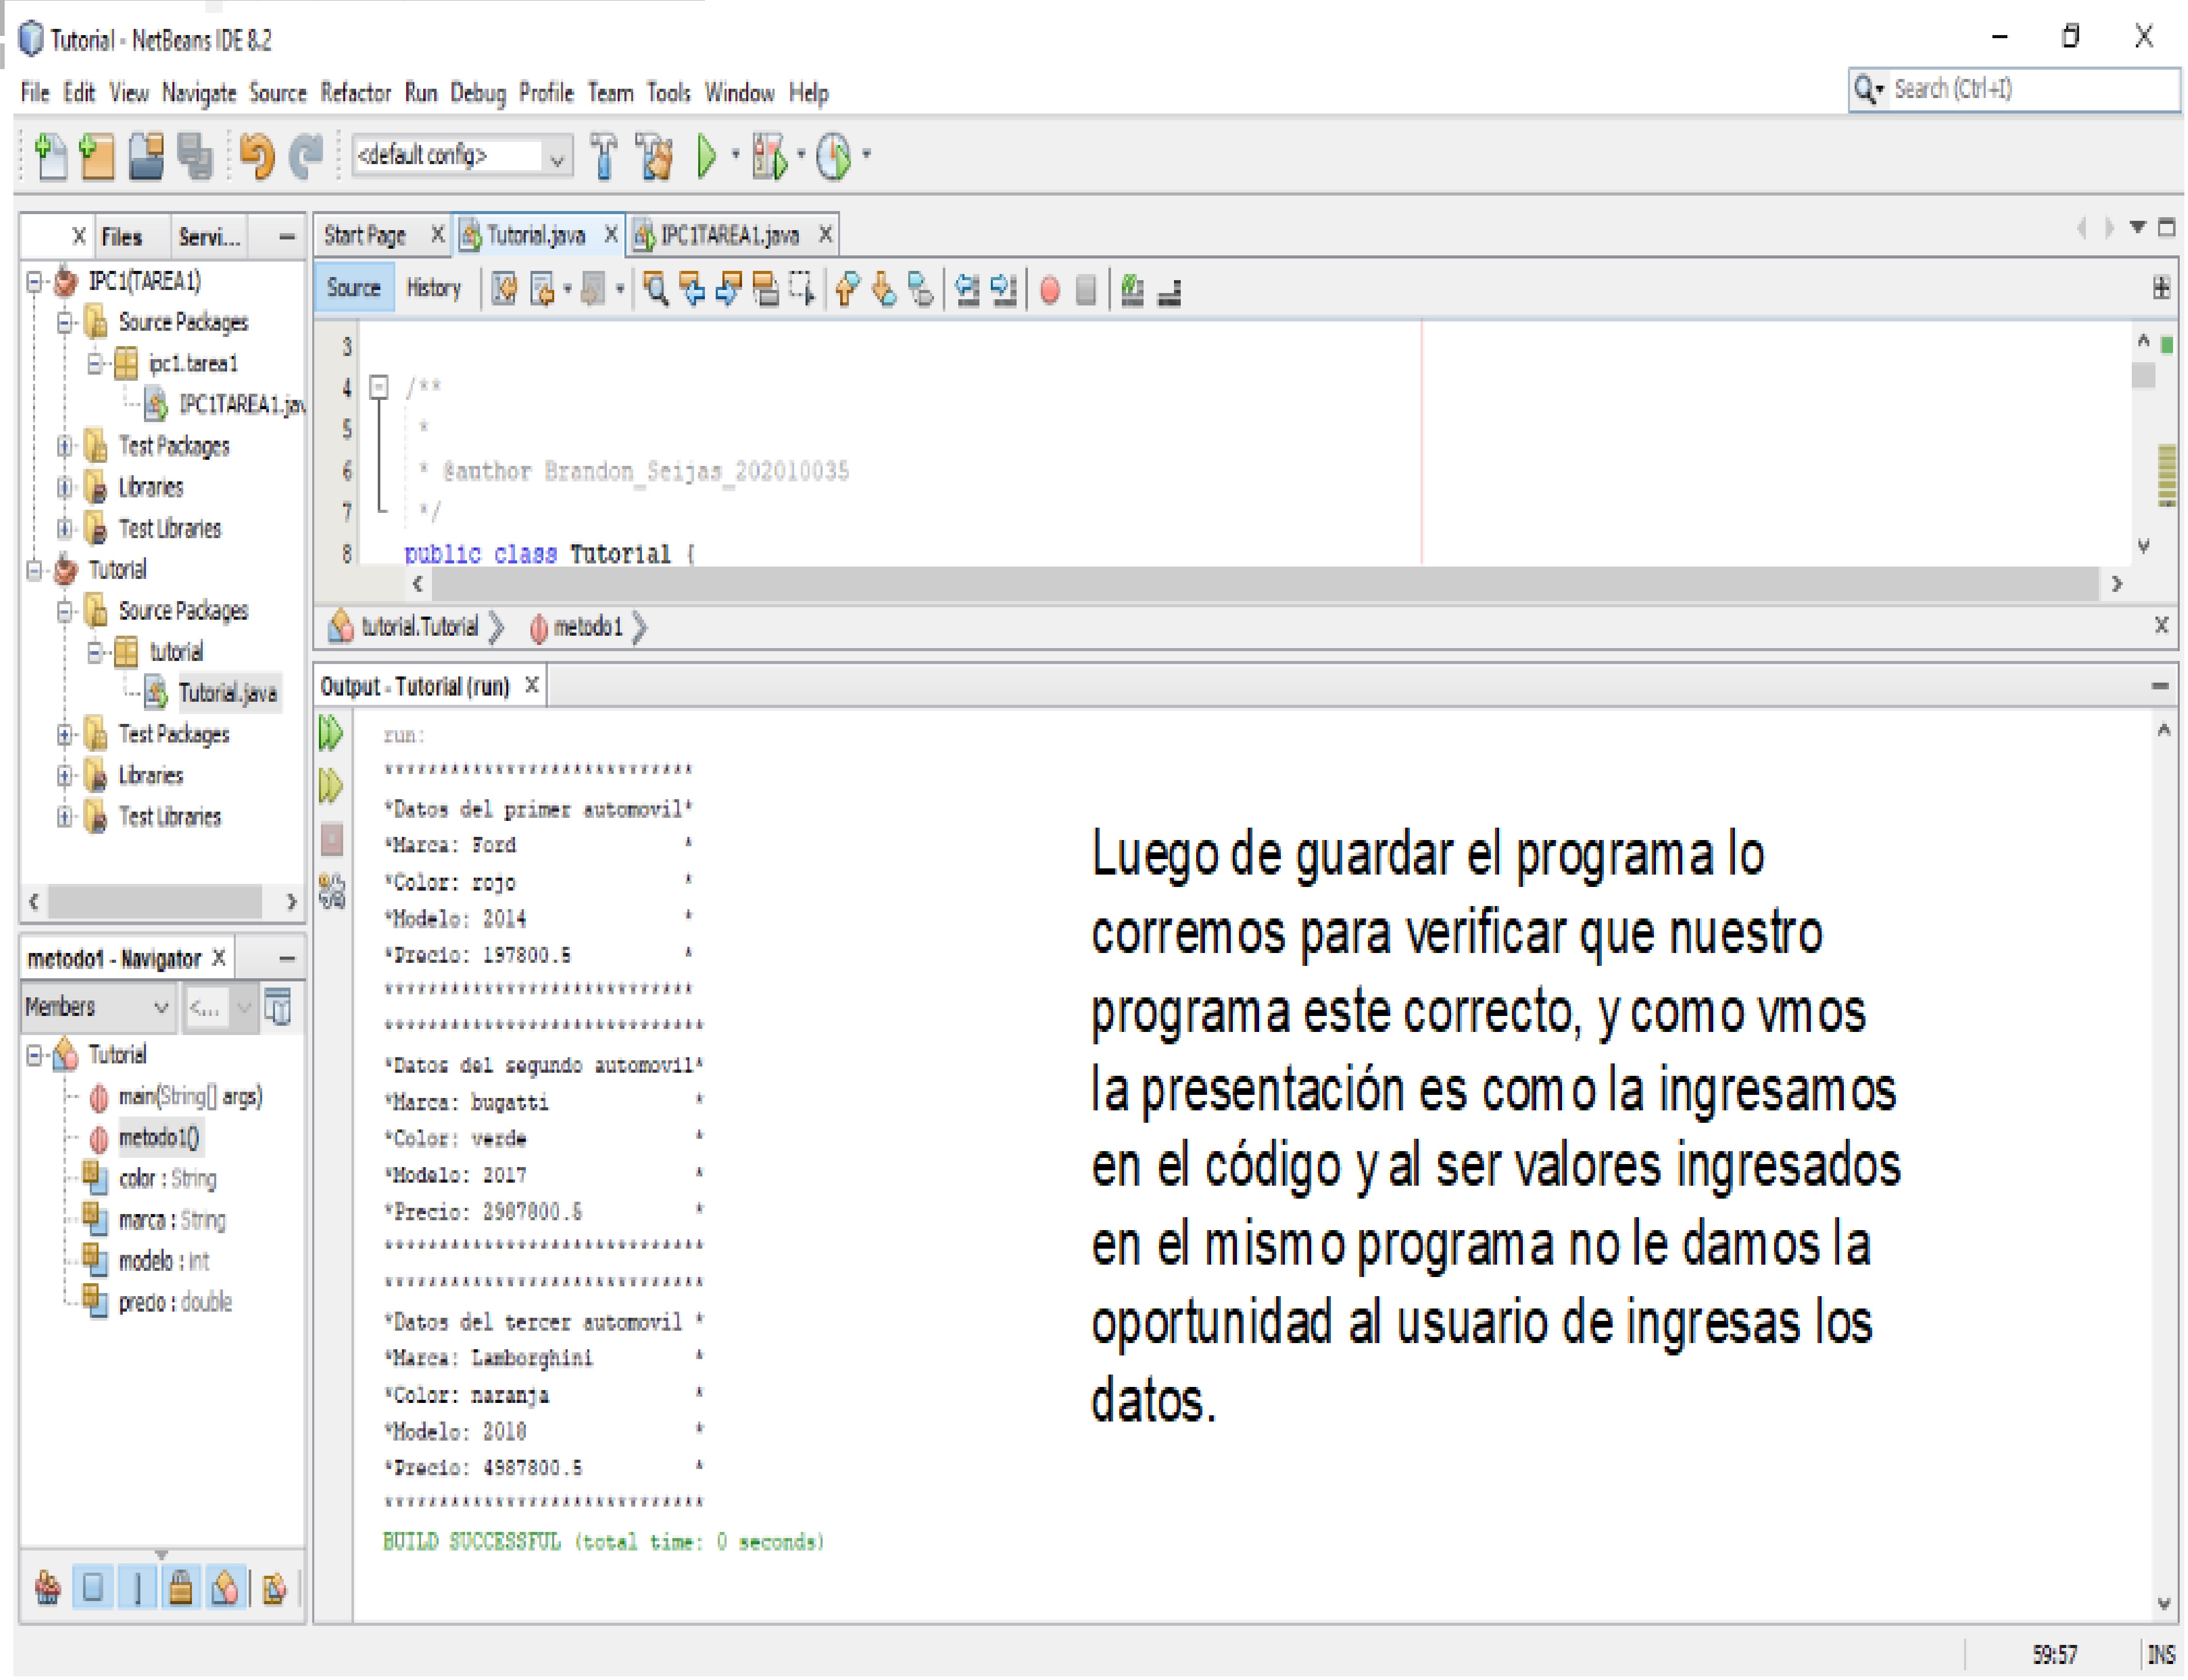 Tutorial - NetBeans IDE 8.2
File Edit View Navigate Source Refactor Run Debug Profile Team Tools Window Help
Search (Ctrl+I)
<default config>
Files Servi...
Start Page Tutorial.java IPC1TAREA1.java
Source History
IPC1(TAREA1)
Source Packages
ipc1.tarea1
IPC1TAREA1.jav
Test Packages
Libraries
Test Libraries
Tutorial
Source Packages
tutorial
Tutorial.java
Test Packages
Libraries
Test Libraries
3
4 /**
5 *
6 * @author Brandon_Seijas_202010035
7 */
8 public class Tutorial {
tutorial.Tutorial metodo1
metodo1 - Navigator
Members <...
Tutorial
main(String[] args)
metodo1()
color : String
marca : String
modelo : int
precio : double
Output - Tutorial (run)
run:
****************************
*Datos del primer automovil*
*Marca: Ford *
*Color: rojo *
*Modelo: 2014 *
*Precio: 197800.5 *
****************************
*****************************
*Datos del segundo automovil*
*Marca: bugatti *
*Color: verde *
*Modelo: 2017 *
*Precio: 2987800.5 *
*****************************
*****************************
*Datos del tercer automovil *
*Marca: Lamborghini *
*Color: naranja *
*Modelo: 2018 *
*Precio: 4987800.5 *
*****************************
BUILD SUCCESSFUL (total time: 0 seconds)
Luego de guardar el programa lo
corremos para verificar que nuestro
programa este correcto, y como vmos
la presentación es como la ingresamos
en el código y al ser valores ingresados
en el mismo programa no le damos la
oportunidad al usuario de ingresas los
datos.
59:57 INS